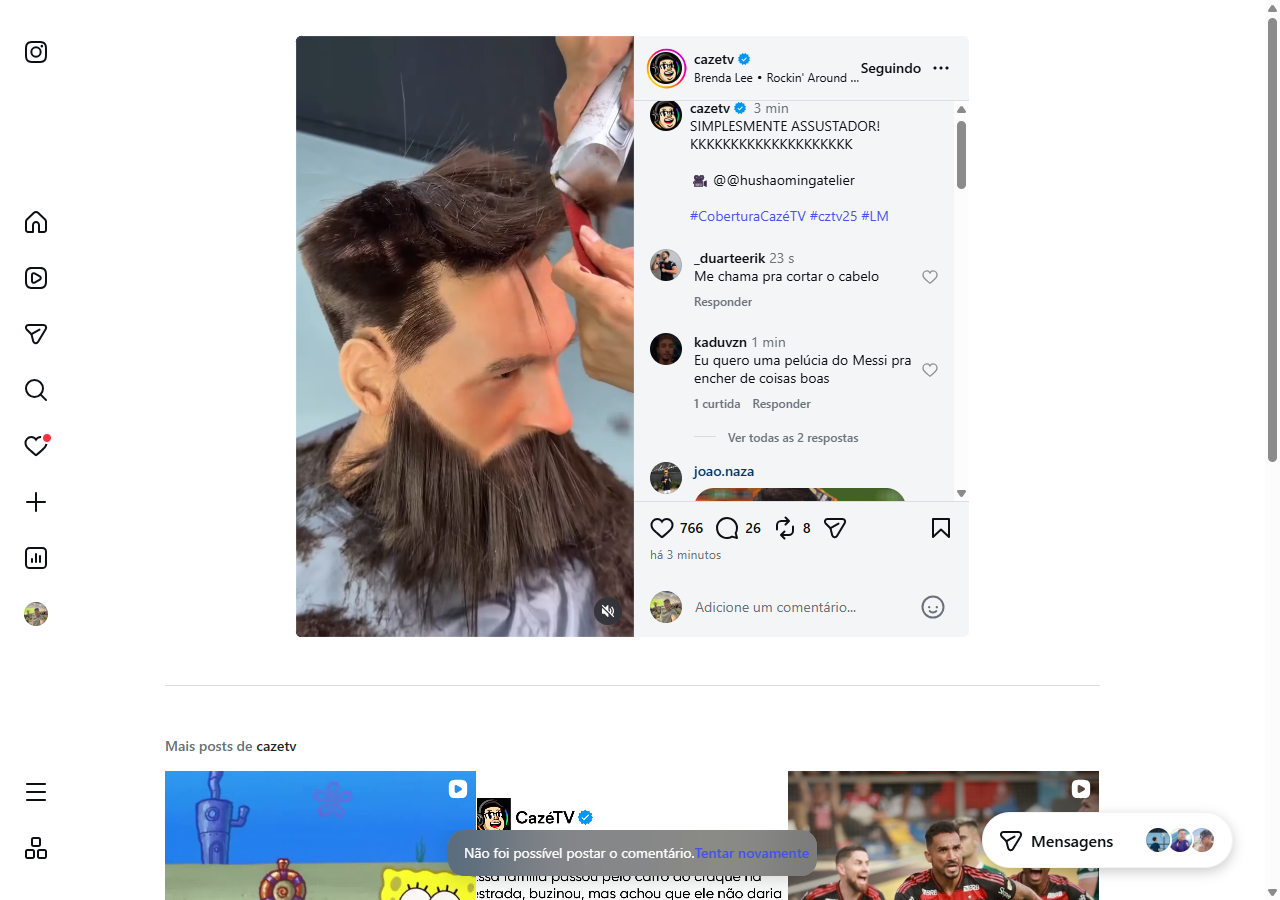 cazetv
Brenda Lee • Rockin' Around ...
Seguindo
cazetv 3 min
SIMPLESMENTE ASSUSTADOR!
KKKKKKKKKKKKKKKKKKKK
🎥 @@hushaomingatelier
#CoberturaCazéTV #cztv25 #LM
_duarteerik 23 s
Me chama pra cortar o cabelo
Responder
kaduvzn 1 min
Eu quero uma pelúcia do Messi pra
encher de coisas boas
1 curtida Responder
Ver todas as 2 respostas
joao.naza
766 26 8
há 3 minutos
Adicione um comentário...
Mais posts de cazetv
CazéTV
Não foi possível postar o comentário. Tentar novamente
essa família passou pelo carro do craque na
estrada, buzinou, mas achou que ele não daria
Mensagens